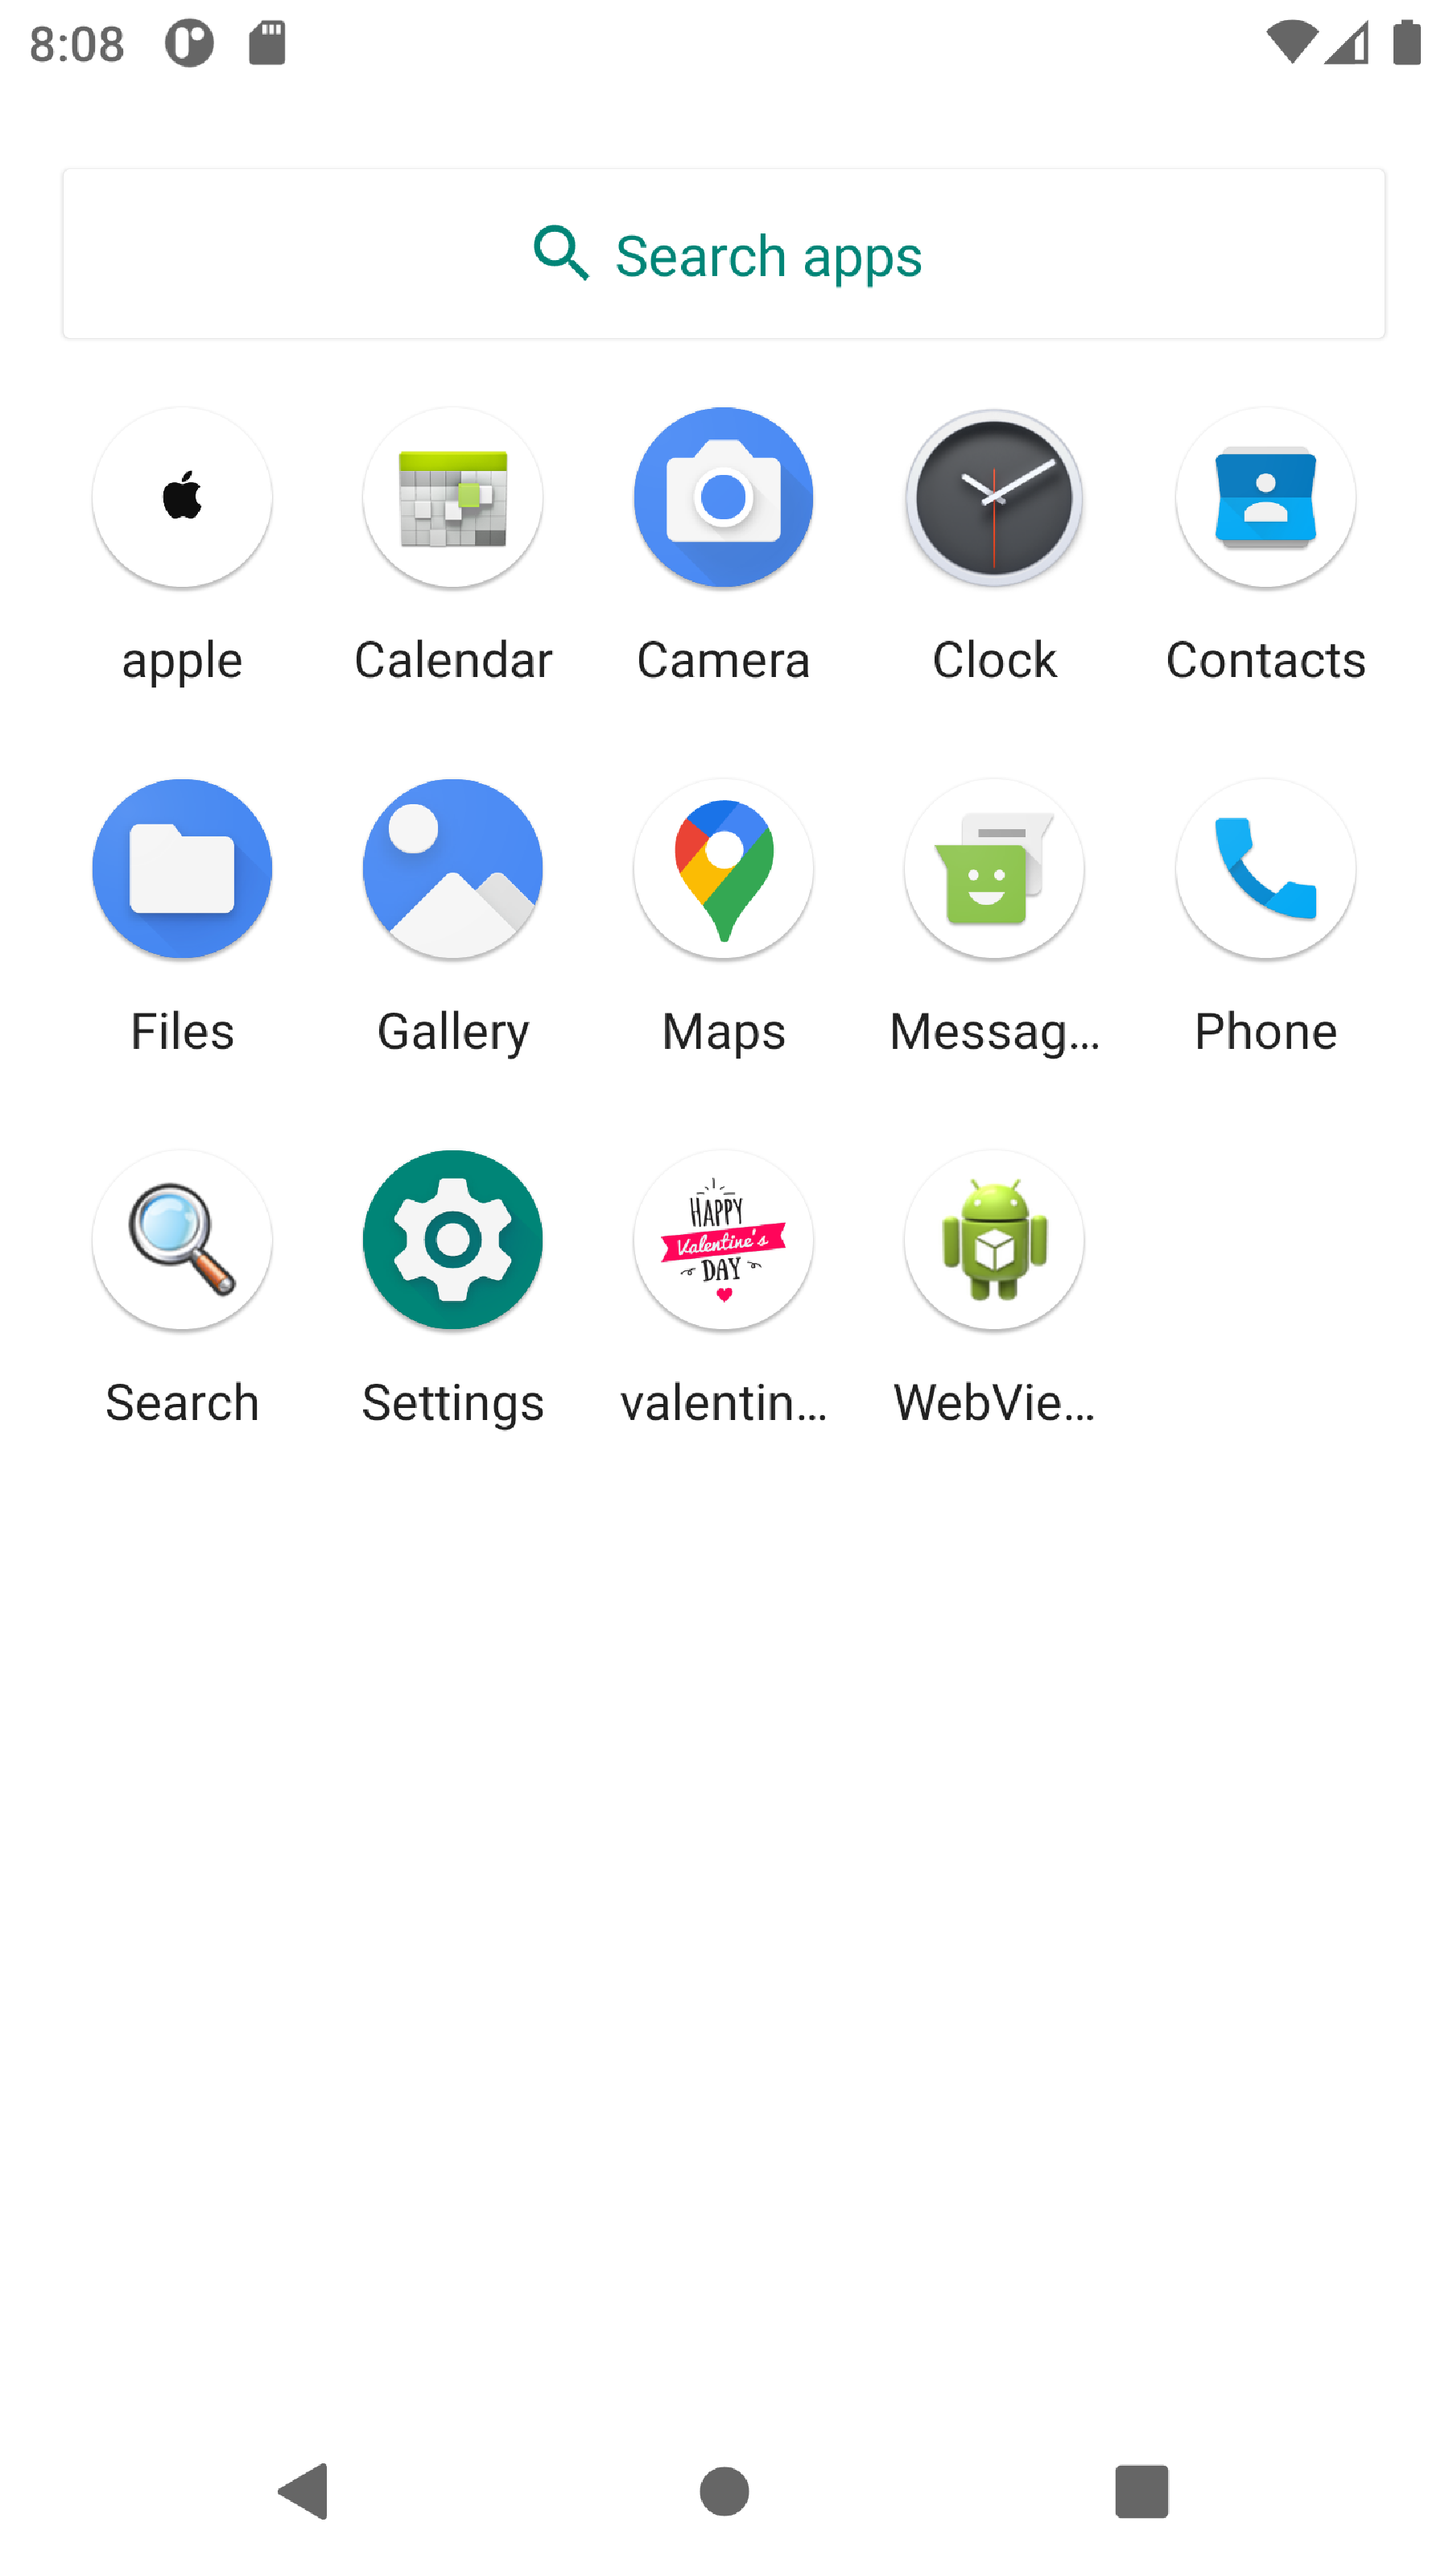 8:08
Search apps
apple Calendar Camera Clock Contacts
Files Gallery Maps Messag… Phone
HAPPY
Valentine's
DAY
Search Settings valentin… WebVie…